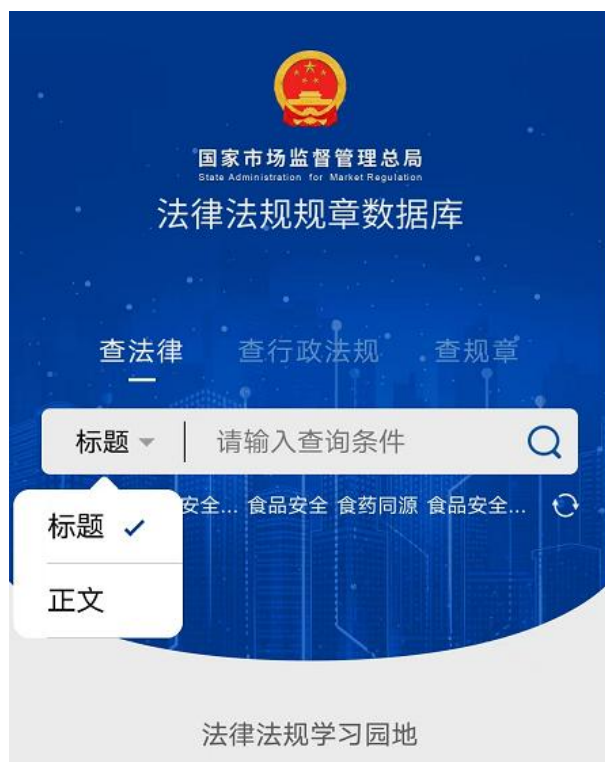 国家市场监督管理总局
State Administration for Market Regulation
法律法规规章数据库
查法律 查行政法规 查规章
标题 请输入查询条件
安全... 食品安全 食药同源 食品安全...
标题
正文
法律法规学习园地